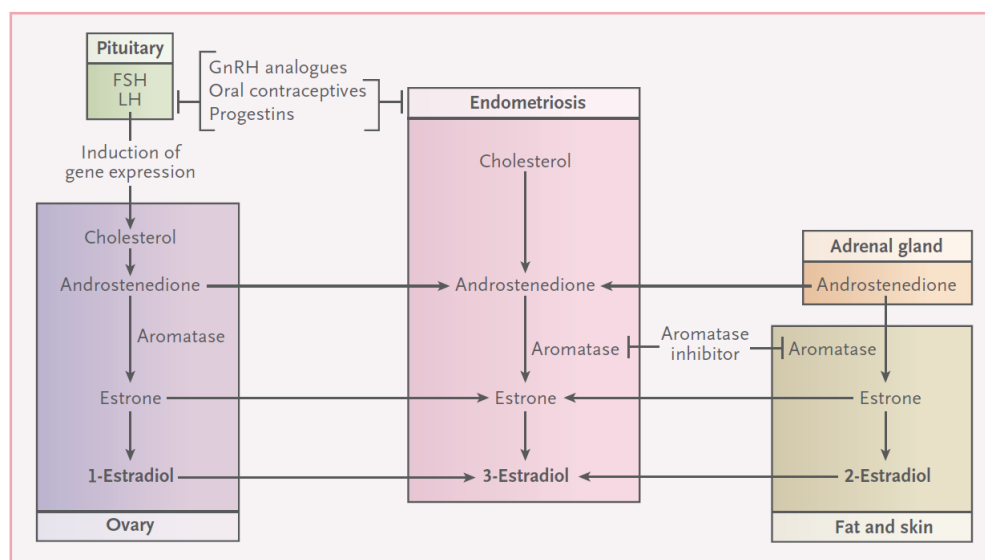 Pituitary
FSH
LH
GnRH analogues
Oral contraceptives
Progestins
Induction of
gene expression
Cholesterol
Androstenedione
Aromatase
Estrone
1-Estradiol
Ovary
Endometriosis
Cholesterol
Androstenedione
Aromatase
Estrone
3-Estradiol
Aromatase
inhibitor
Adrenal gland
Androstenedione
Aromatase
Estrone
2-Estradiol
Fat and skin